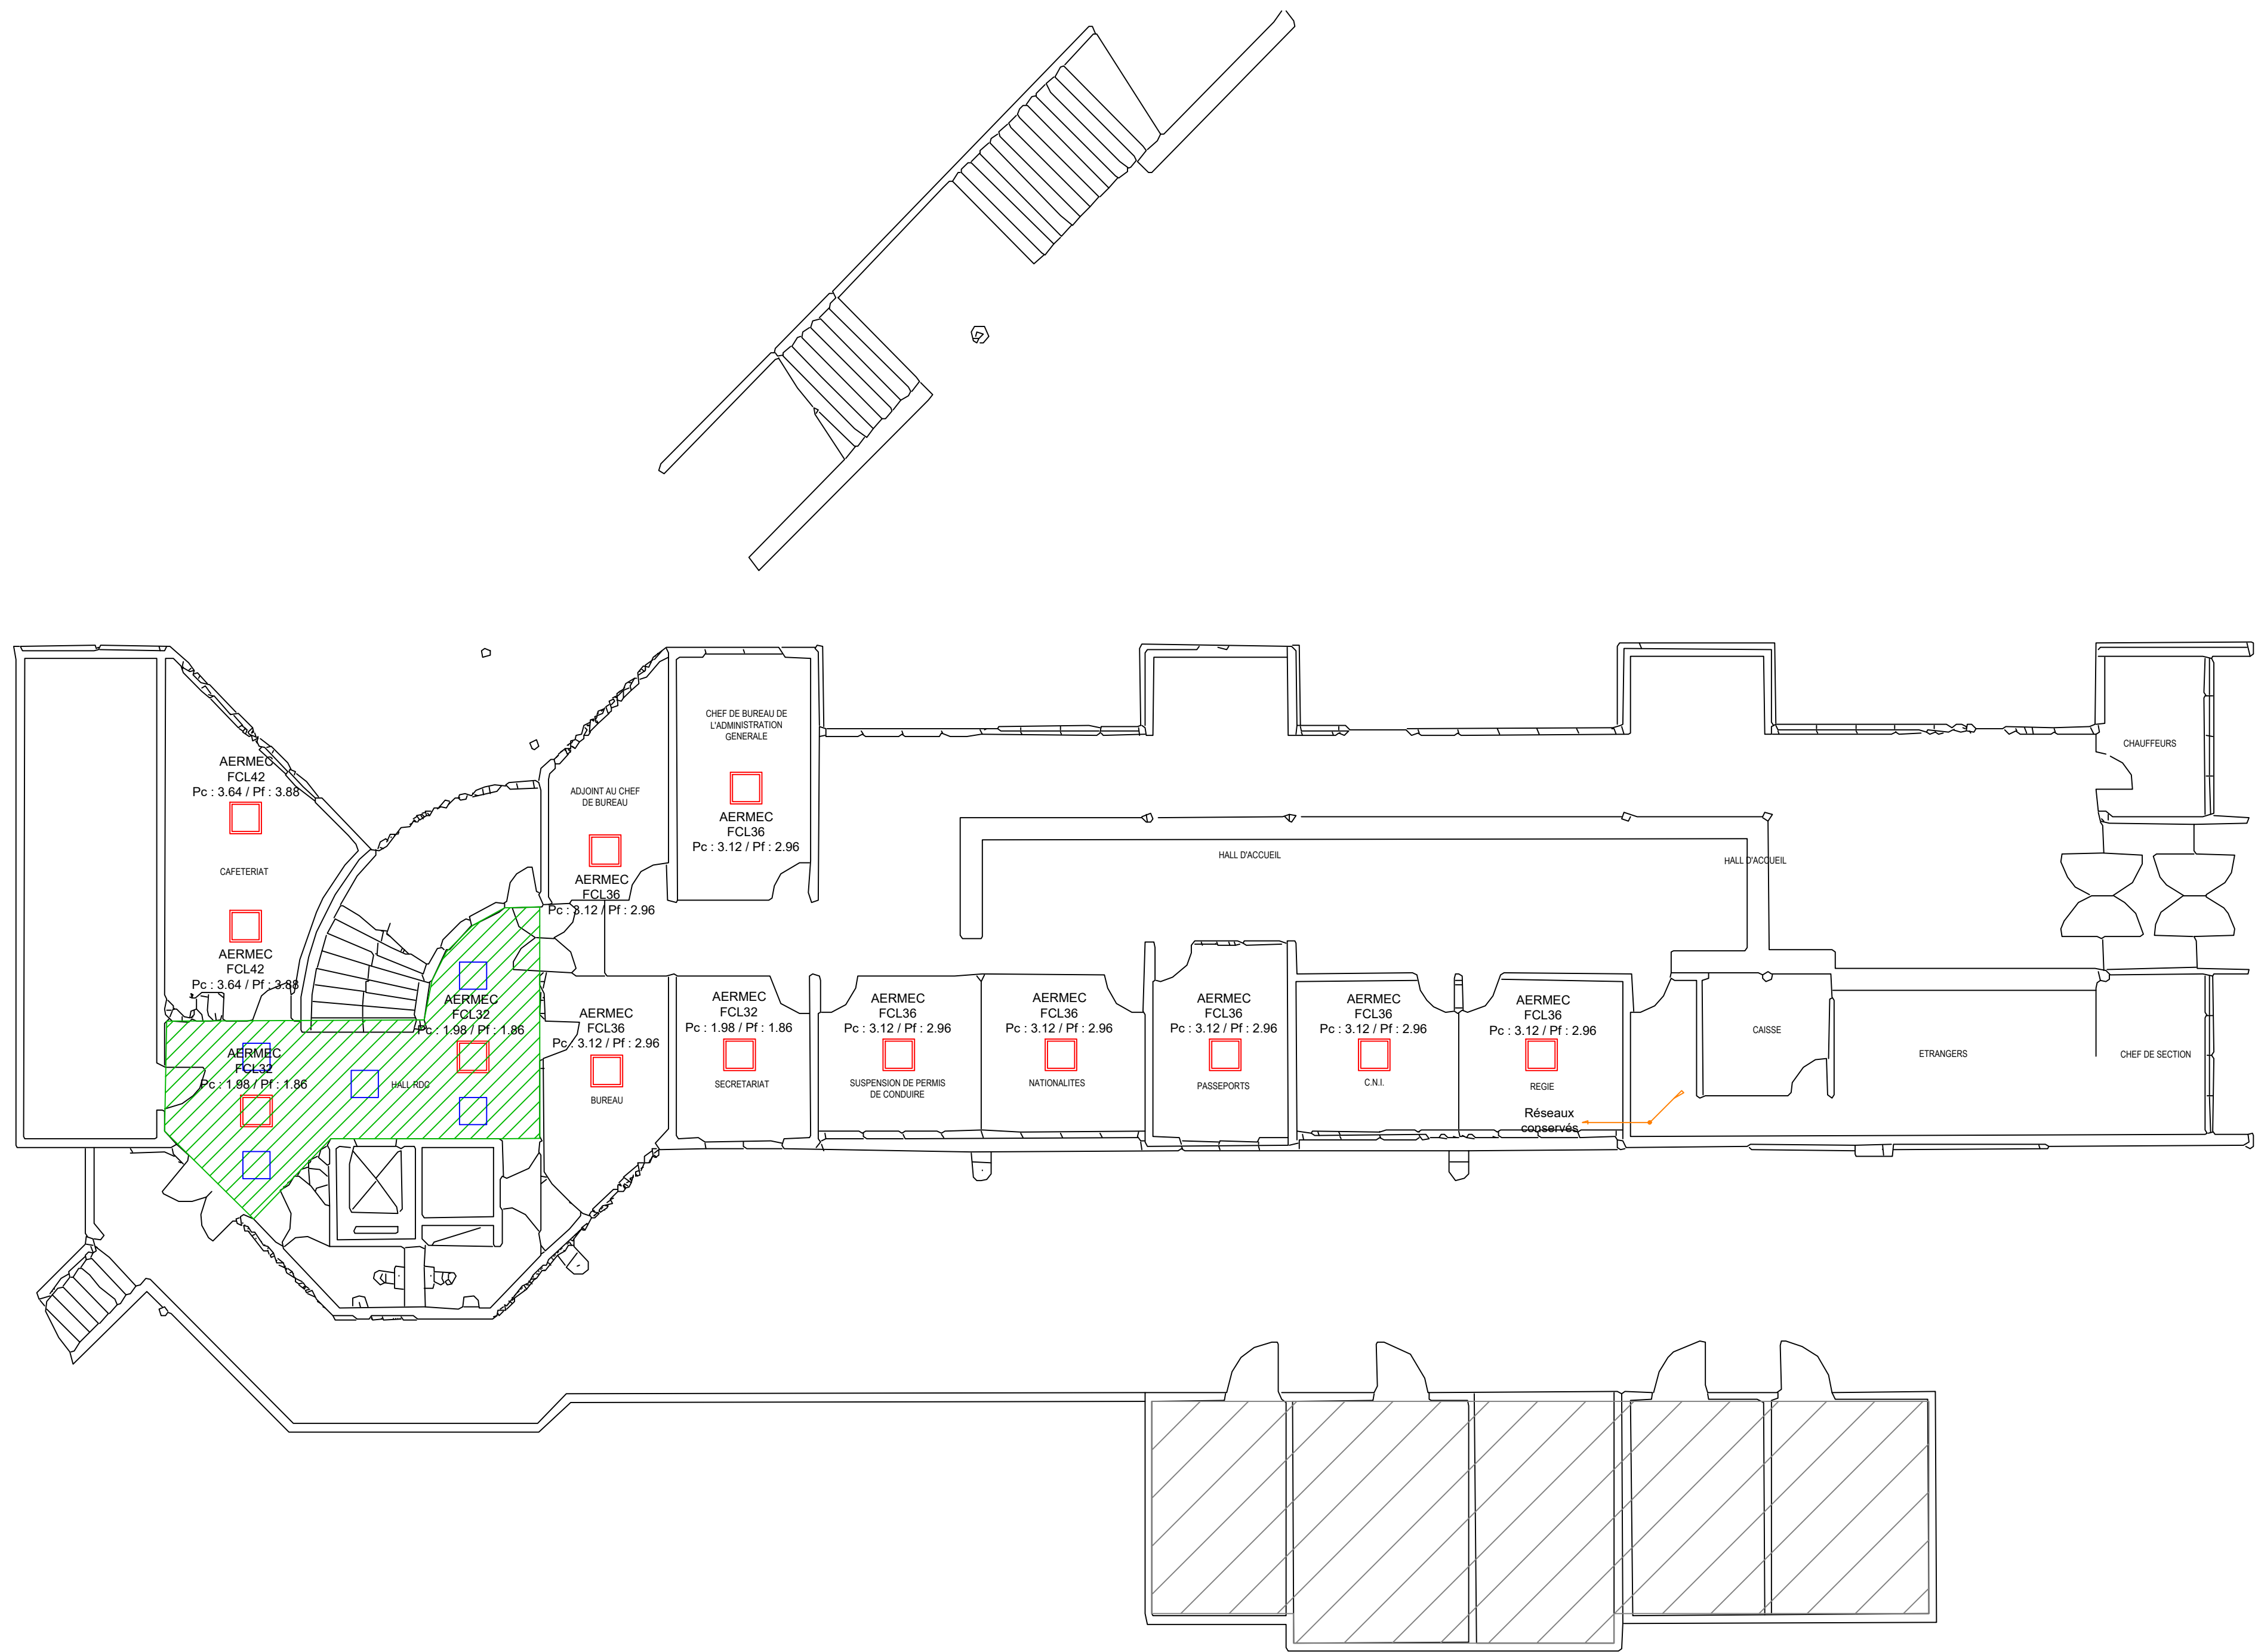 CHEF DE BUREAU DE
L'ADMINISTRATION
GENERALE
AERMEC
FCL36
Pc : 3.12 / Pf : 2.96
CHAUFFEURS
AERMEC
FCL42
Pc : 3.64 / Pf : 3.88
CAFETERIAT
AERMEC
FCL42
Pc : 3.64 / Pf : 3.88
ADJOINT AU CHEF
DE BUREAU
AERMEC
FCL36
Pc : 3.12 / Pf : 2.96
HALL D'ACCUEIL
HALL D'ACCUEIL
AERMEC
FCL32
Pc : 1.98 / Pf : 1.86
AERMEC
FCL32
Pc : 1.98 / Pf : 1.86
HALL RDC
AERMEC
FCL36
Pc : 3.12 / Pf : 2.96
BUREAU
AERMEC
FCL32
Pc : 1.98 / Pf : 1.86
SECRETARIAT
AERMEC
FCL36
Pc : 3.12 / Pf : 2.96
SUSPENSION DE PERMIS
DE CONDUIRE
AERMEC
FCL36
Pc : 3.12 / Pf : 2.96
NATIONALITES
AERMEC
FCL36
Pc : 3.12 / Pf : 2.96
PASSEPORTS
AERMEC
FCL36
Pc : 3.12 / Pf : 2.96
C.N.I.
AERMEC
FCL36
Pc : 3.12 / Pf : 2.96
REGIE
Réseaux
conservés
CAISSE
ETRANGERS
CHEF DE SECTION